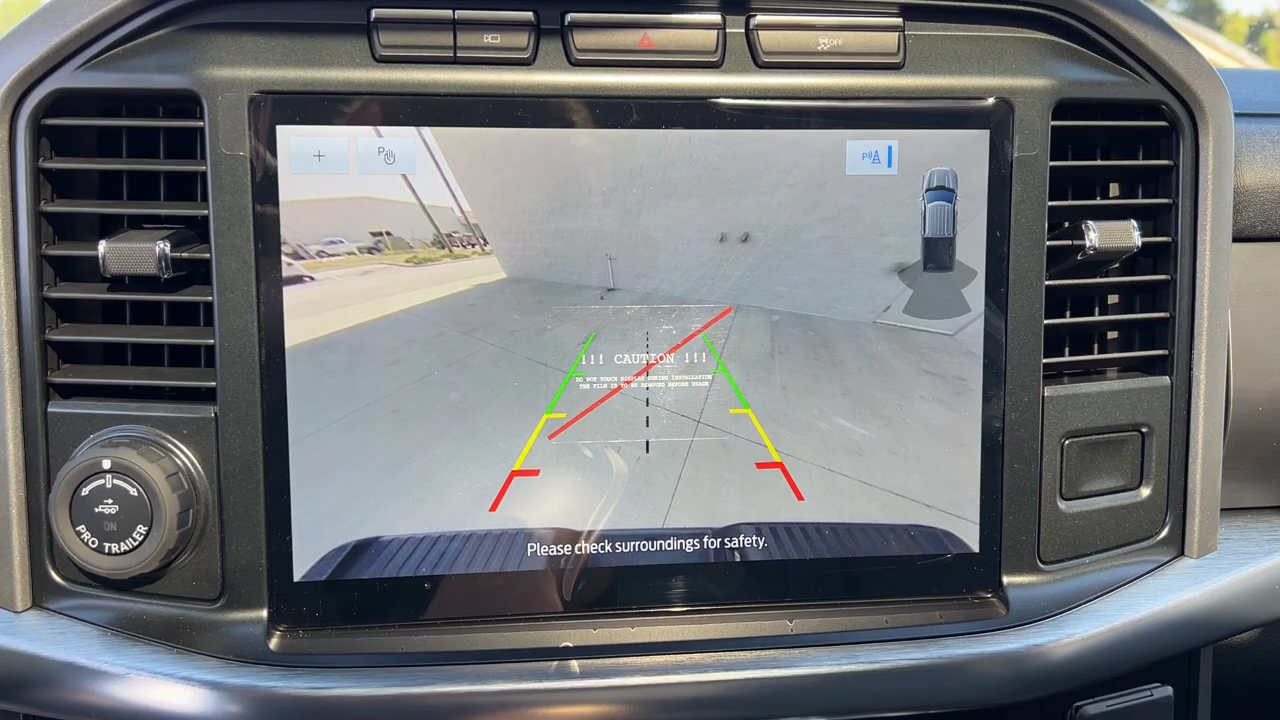 OFF
P
P
!!! CAUTION !!!
DO NOT TOUCH DISPLAY DURING INSTALLATION
THE FILM IS TO BE REMOVED BEFORE USAGE
ON
PRO TRAILER
Please check surroundings for safety.